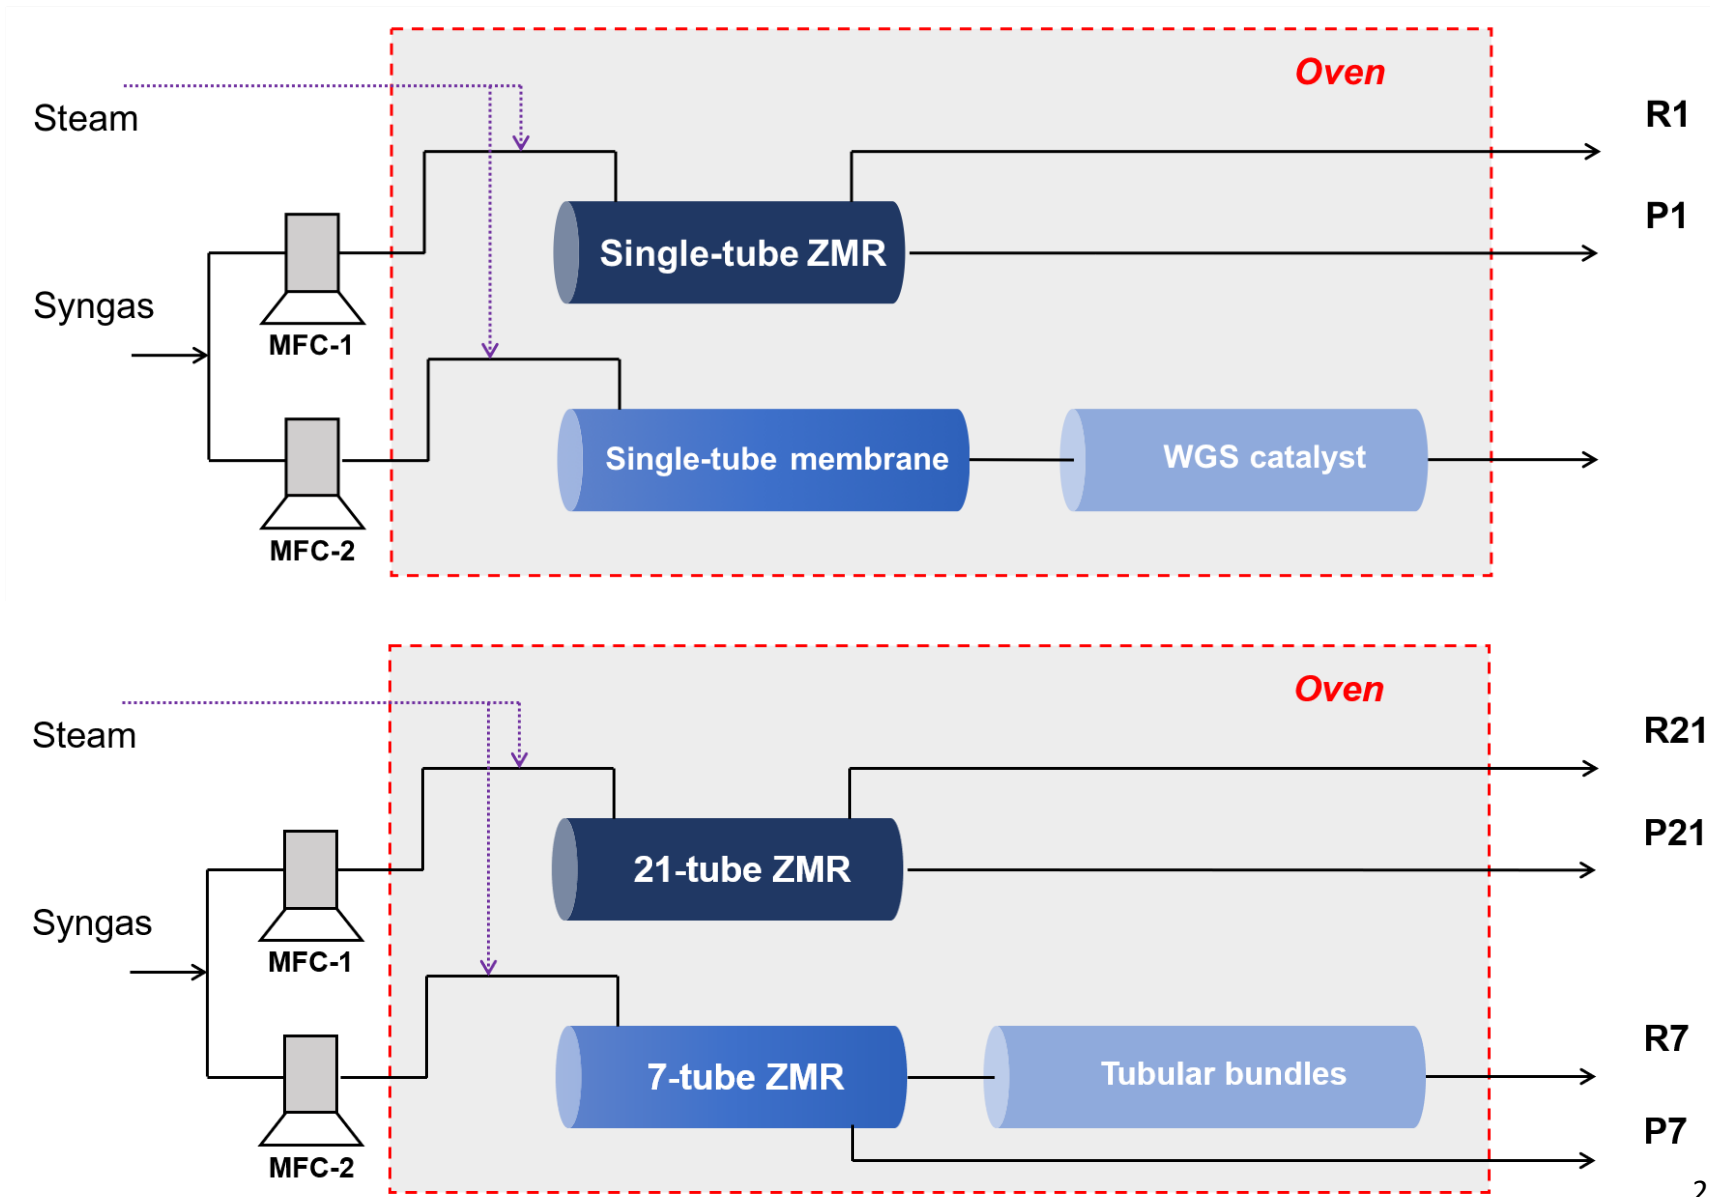 Oven
Steam
R1
P1
Single-tube ZMR
Syngas
MFC-1
Single-tube membrane
WGS catalyst
MFC-2
Oven
Steam
R21
P21
21-tube ZMR
Syngas
MFC-1
R7
7-tube ZMR
Tubular bundles
P7
MFC-2
2